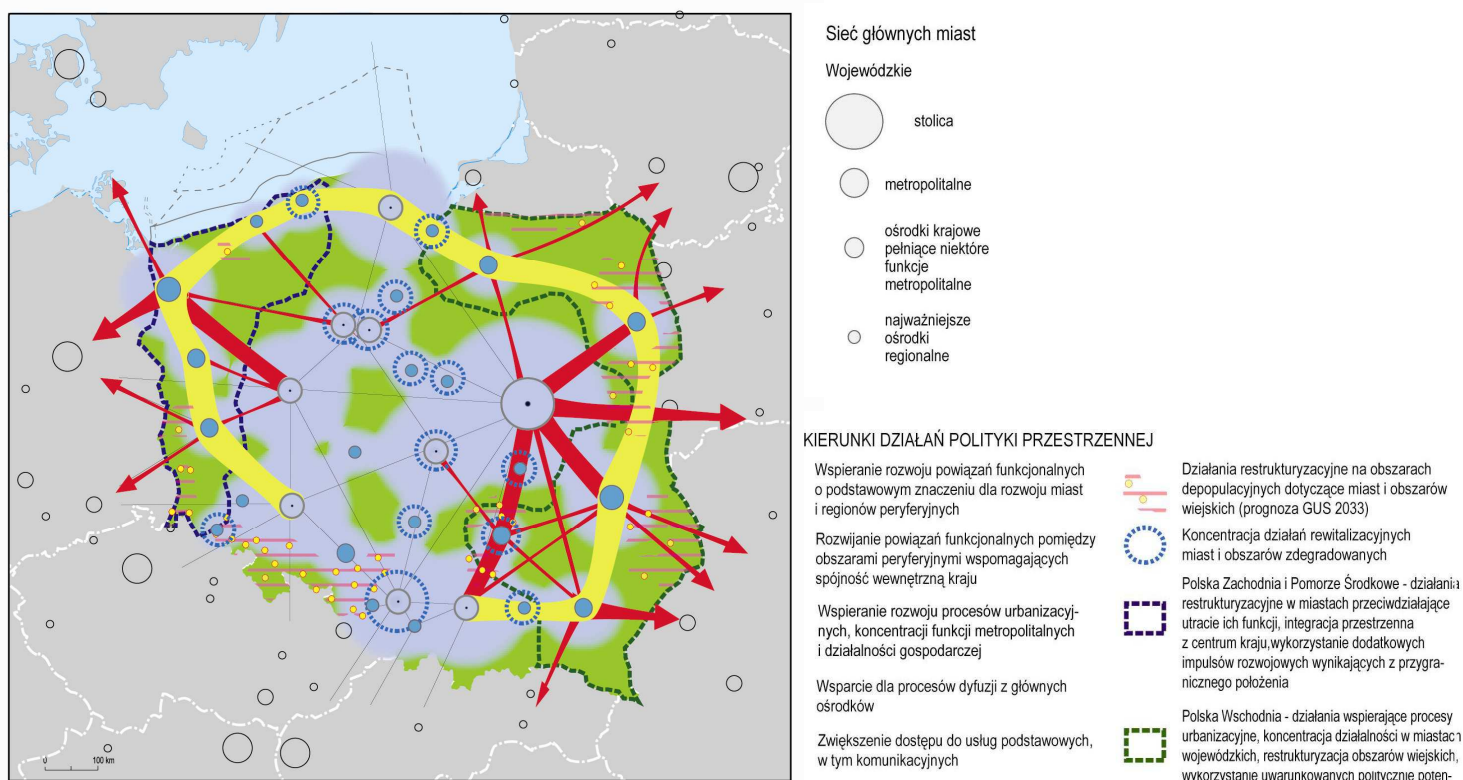 Sieć głównych miast
Wojewódzkie
stolica
metropolitalne
ośrodki krajowe
pełniące niektóre
funkcje
metropolitalne
najważniejsze
ośrodki
regionalne
KIERUNKI DZIAŁAŃ POLITYKI PRZESTRZENNEJ
Wspieranie rozwoju powiązań funkcjonalnych
o podstawowym znaczeniu dla rozwoju miast
i regionów peryferyjnych
Rozwijanie powiązań funkcjonalnych pomiędzy
obszarami peryferyjnymi wspomagających
spójność wewnętrzną kraju
Wspieranie rozwoju procesów urbanizacyj-
nych, koncentracji funkcji metropolitalnych
i działalności gospodarczej
Wsparcie dla procesów dyfuzji z głównych
ośrodków
Zwiększenie dostępu do usług podstawowych,
w tym komunikacyjnych
Działania restrukturyzacyjne na obszarach
depopulacyjnych dotyczące miast i obszarów
wiejskich (prognoza GUS 2033)
Koncentracja działań rewitalizacyjnych
miast i obszarów zdegradowanych
Polska Zachodnia i Pomorze Środkowe - działania
restrukturyzacyjne w miastach przeciwdziałające
utracie ich funkcji, integracja przestrzenna
z centrum kraju,wykorzystanie dodatkowych
impulsów rozwojowych wynikających z przygra-
nicznego położenia
Polska Wschodnia - działania wspierające procesy
urbanizacyjne, koncentracja działalności w miastach
wojewódzkich, restrukturyzacja obszarów wiejskich,
wykorzystanie uwarunkowanych politycznie poten-
0 100 km